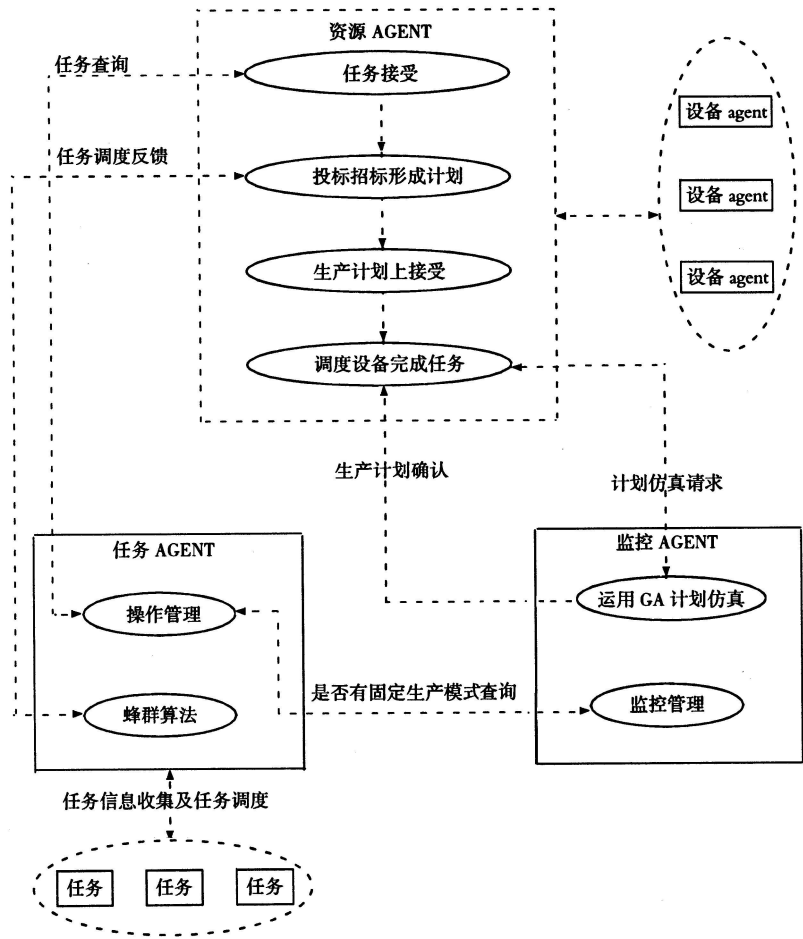 资源 AGENT
任务查询
任务接受
设备 agent
任务调度反馈
投标招标形成计划
设备 agent
生产计划上接受
设备 agent
调度设备完成任务
生产计划确认
计划仿真请求
任务 AGENT
监控 AGENT
操作管理
运用 GA 计划仿真
是否有固定生产模式查询
蜂群算法
监控管理
任务信息收集及任务调度
任务
任务
任务